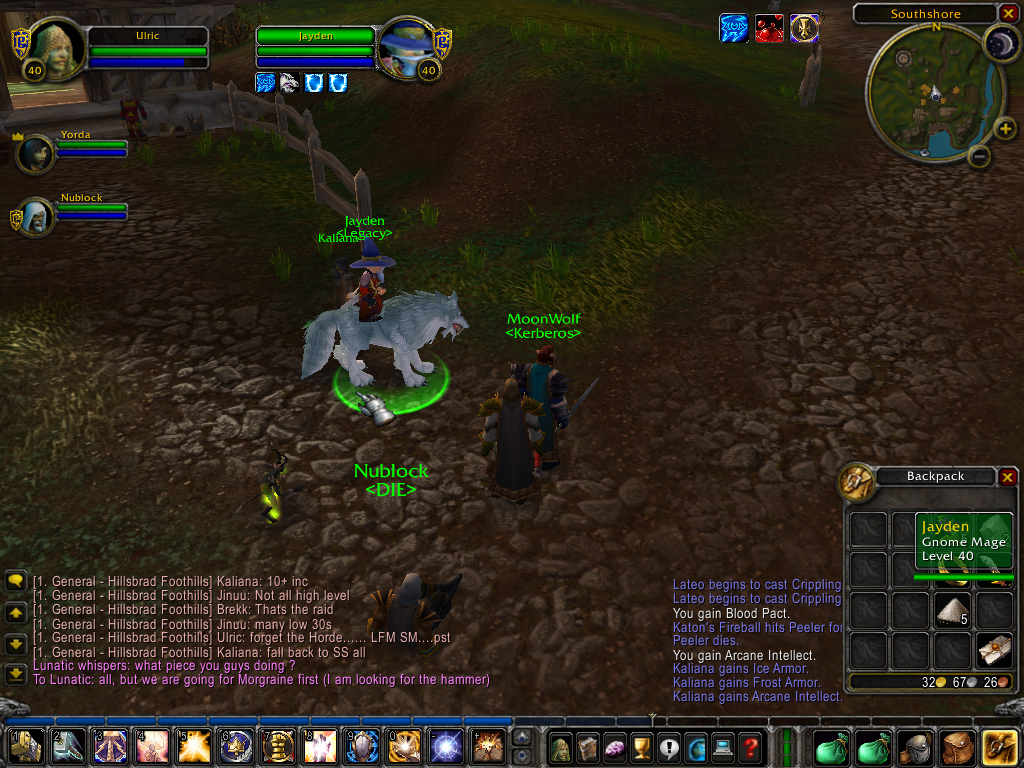 Southshore
N
Ulric
Jayden
40
40
Yorda
Nublock
Jayden
<Legacy>
Kaliana
MoonWolf
<Kerberos>
Nublock
<DIE>
Backpack
Jayden
Gnome Mage
Level 40
5
32 67 26
[1. General - Hillsbrad Foothills] Kaliana: 10+ inc
[1. General - Hillsbrad Foothills] Jinuu: Not all high level
[1. General - Hillsbrad Foothills] Brekk: Thats the raid
[1. General - Hillsbrad Foothills] Jinuu: many low 30s
[1. General - Hillsbrad Foothills] Ulric: forget the Horde...... LFM SM....pst
[1. General - Hillsbrad Foothills] Kaliana: fall back to SS all
Lunatic whispers: what piece you guys doing ?
To Lunatic: all, but we are going for Morgraine first (I am looking for the hammer)
Lateo begins to cast Crippling
Lateo begins to cast Crippling
You gain Blood Pact.
Katon's Fireball hits Peeler for
Peeler dies.
You gain Arcane Intellect.
Kaliana gains Ice Armor.
Kaliana gains Frost Armor.
Kaliana gains Arcane Intellect.